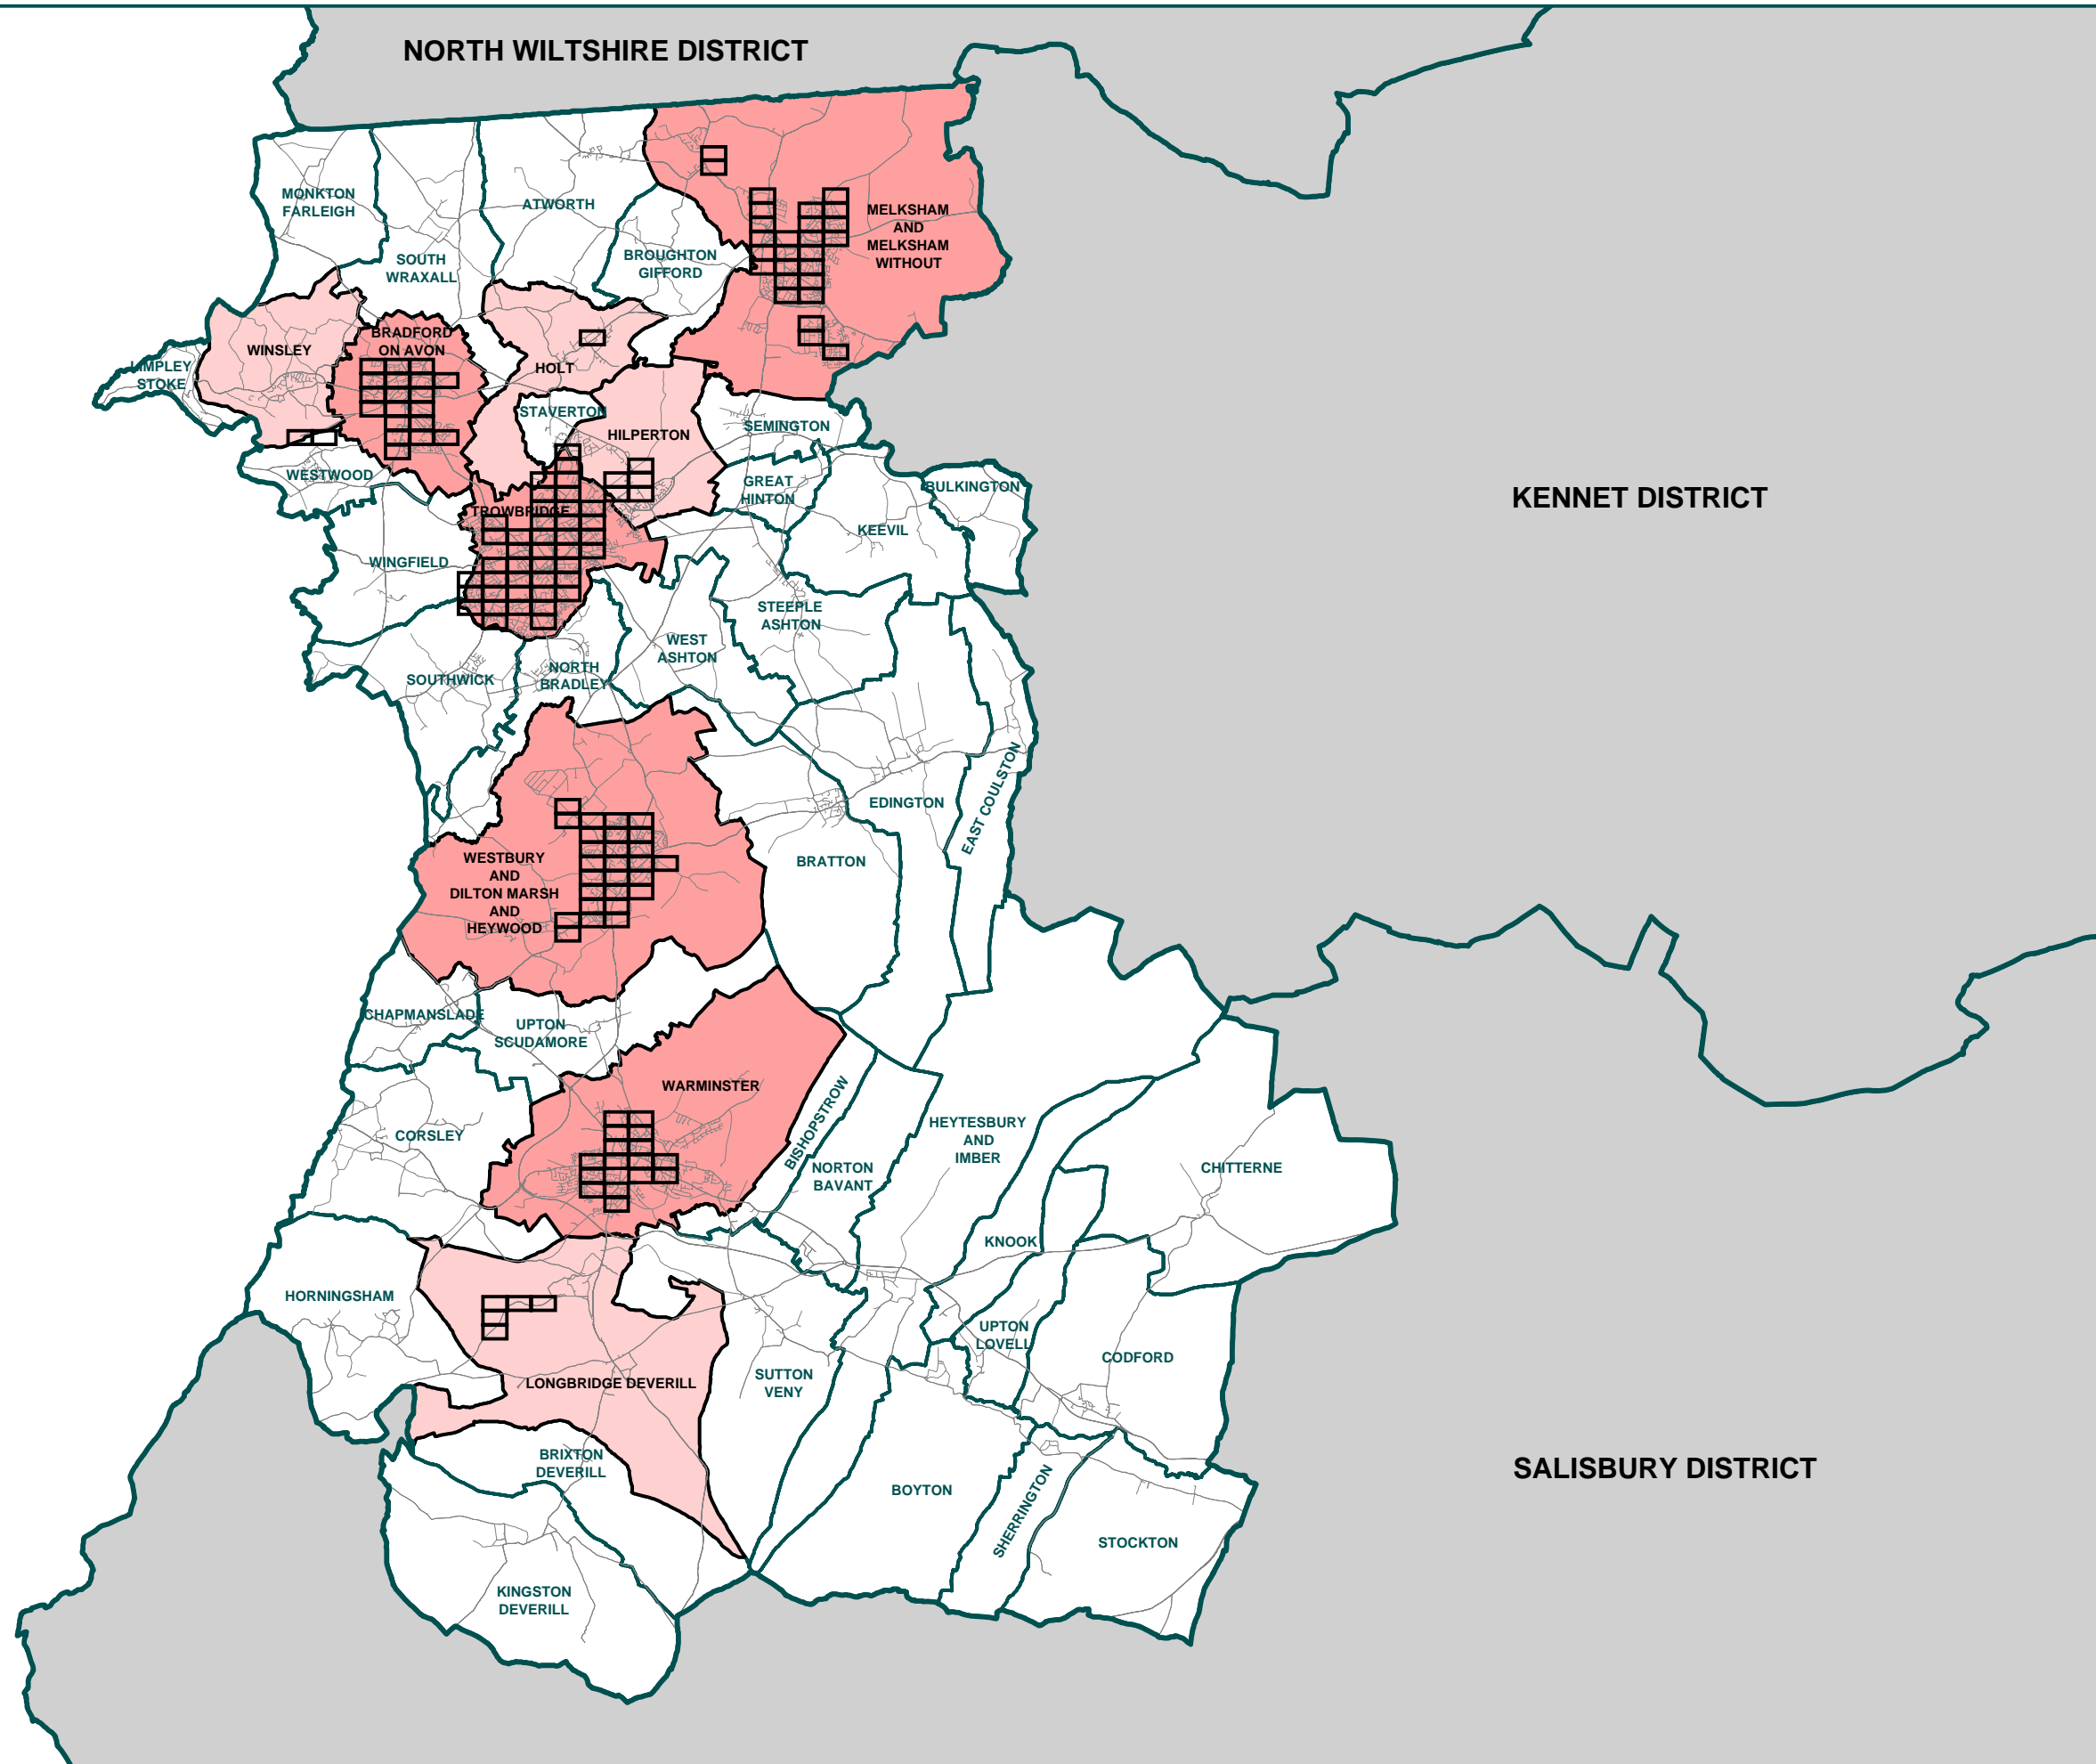 NORTH WILTSHIRE DISTRICT
MONKTON
FARLEIGH
ATWORTH
MELKSHAM
AND
MELKSHAM
WITHOUT
SOUTH
WRAXALL
BROUGHTON
GIFFORD
WINSLEY
BRADFORD
ON AVON
HOLT
LIMPLEY
STOKE
STAVERTON
HILPERTON
SEMINGTON
WESTWOOD
GREAT
HINTON
BULKINGTON
KENNET DISTRICT
TROWBRIDGE
KEEVIL
WINGFIELD
STEEPLE
ASHTON
WEST
ASHTON
SOUTHWICK
NORTH
BRADLEY
EDINGTON
EAST COULSTON
WESTBURY
AND
DILTON MARSH
AND
HEYWOOD
BRATTON
CHAPMANSLADE
UPTON
SCUDAMORE
WARMINSTER
BISHOPSTROW
CORSLEY
HEYTESBURY
AND
IMBER
NORTON
BAVANT
CHITTERNE
KNOOK
HORNINGSHAM
UPTON
LOVELL
CODFORD
LONGBRIDGE DEVERILL
SUTTON
VENY
BRIXTON
DEVERILL
BOYTON
SHERRINGTON
SALISBURY DISTRICT
STOCKTON
KINGSTON
DEVERILL